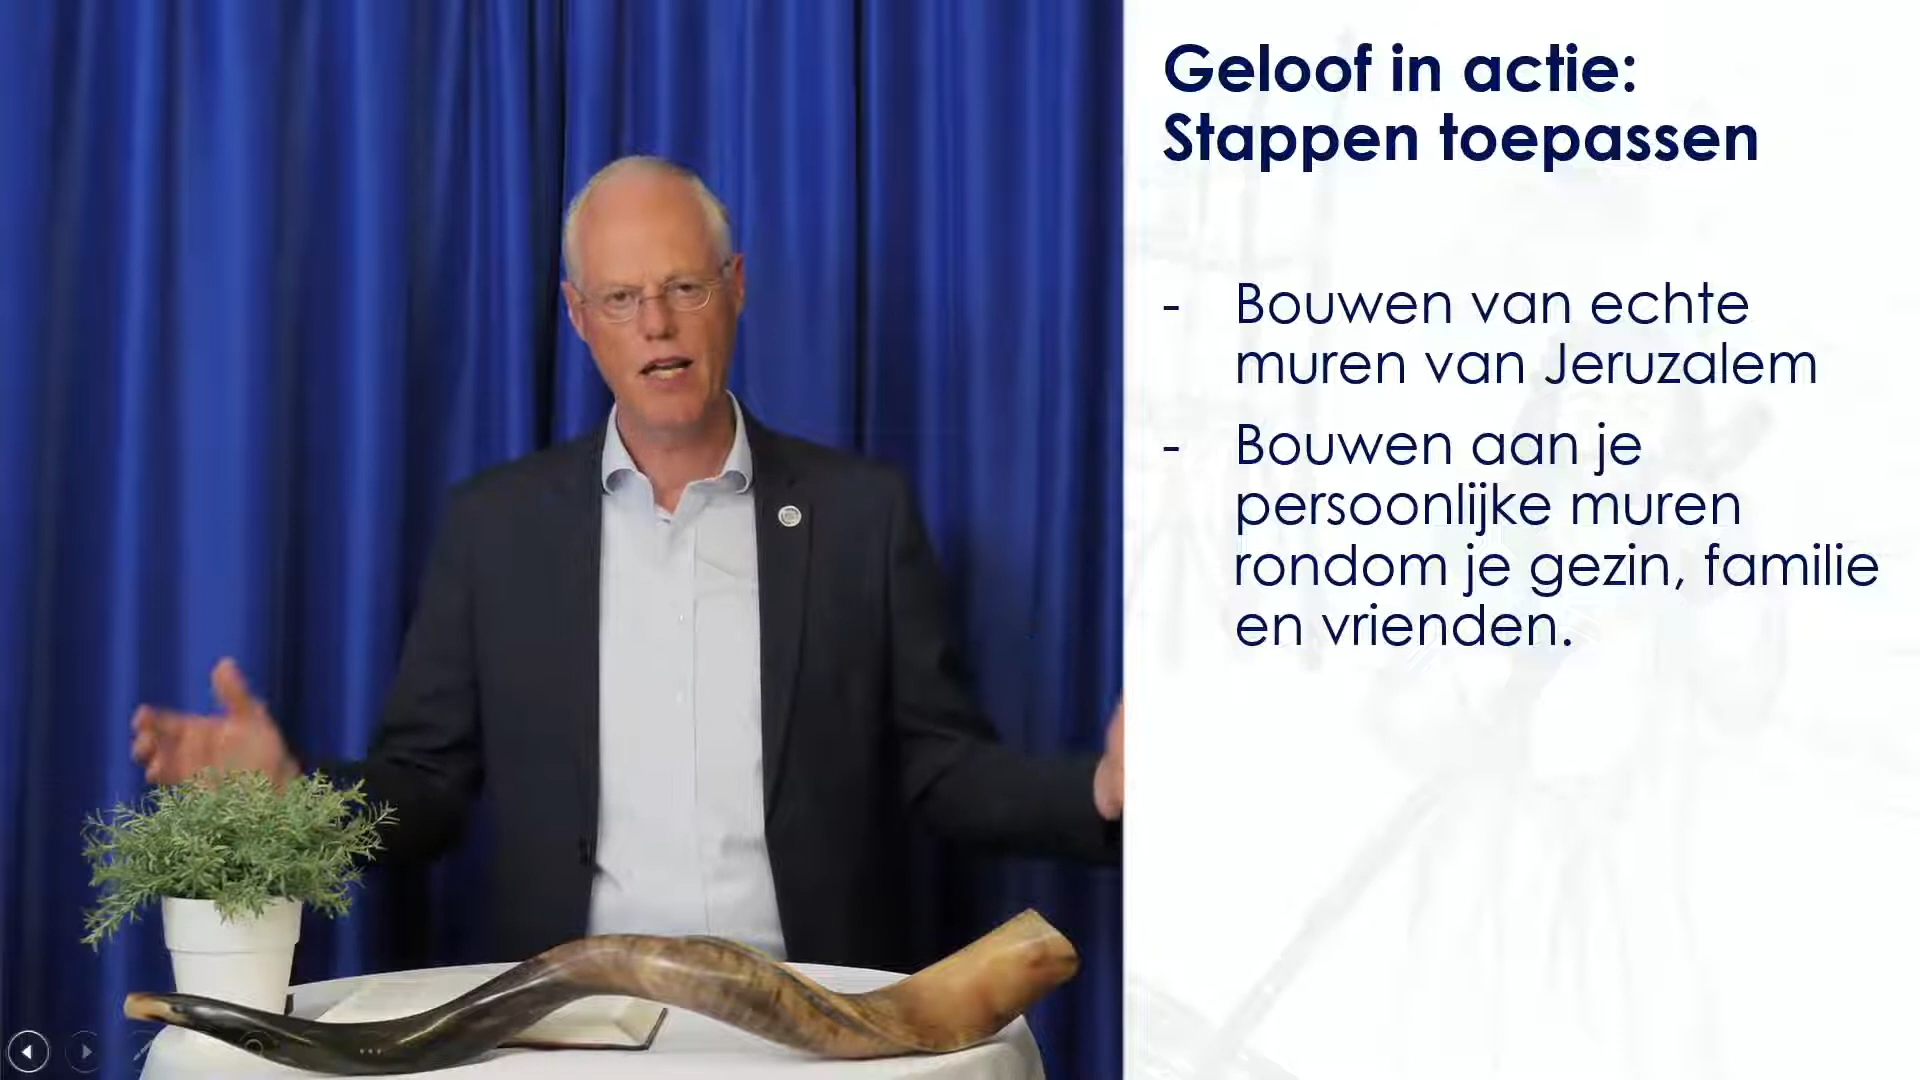 Geloof in actie:
Stappen toepassen
- Bouwen van echte
muren van Jeruzalem
- Bouwen aan je
persoonlijke muren
rondom je gezin, familie
en vrienden.